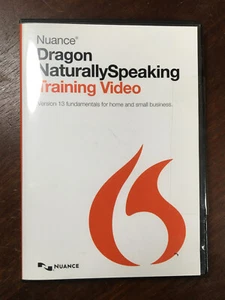 Nuance®
Dragon
NaturallySpeaking
Training Video
Version 13 fundamentals for home and small business.
NUANCE